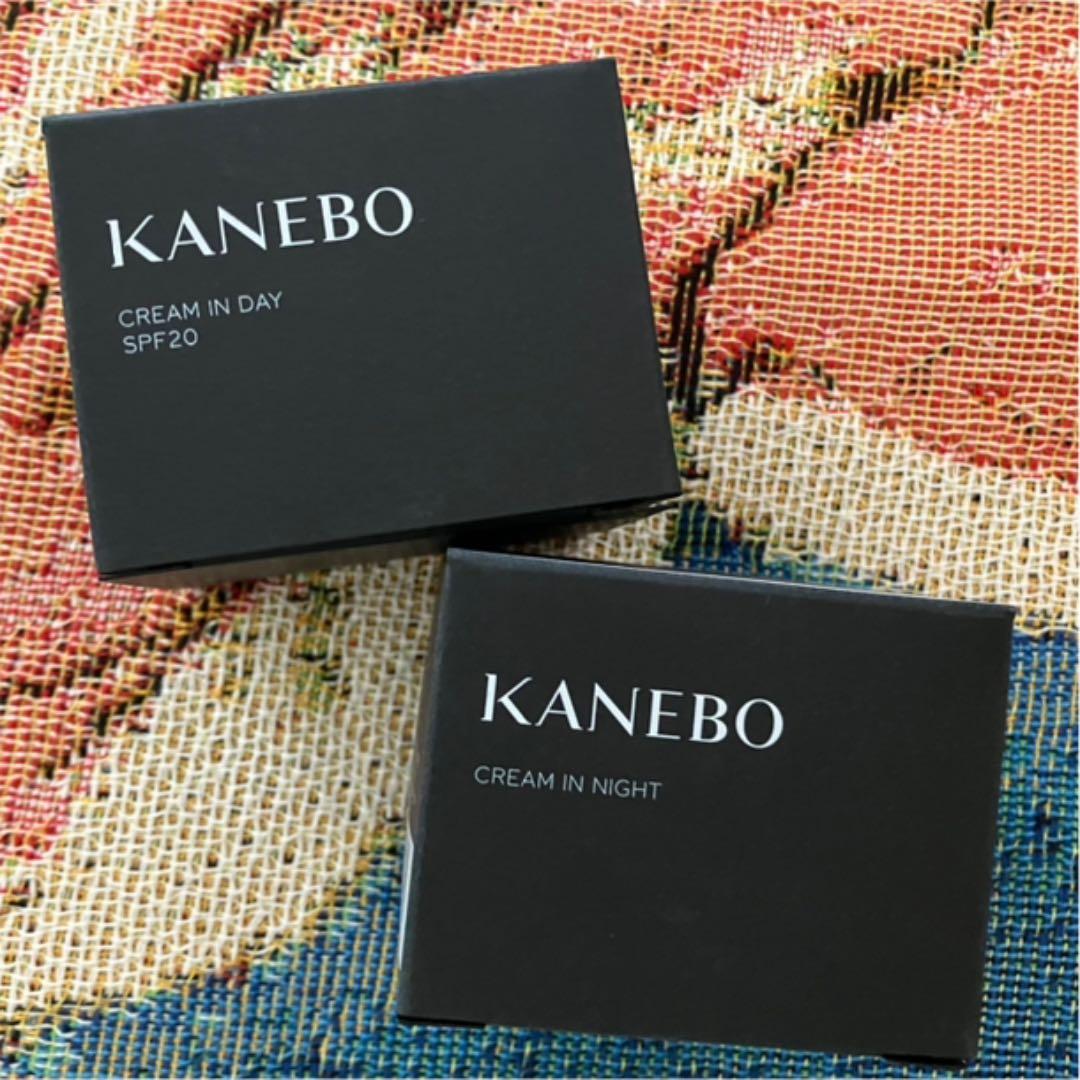 KANEBO
CREAM IN DAY
SPF20
KANEBO
CREAM IN NIGHT